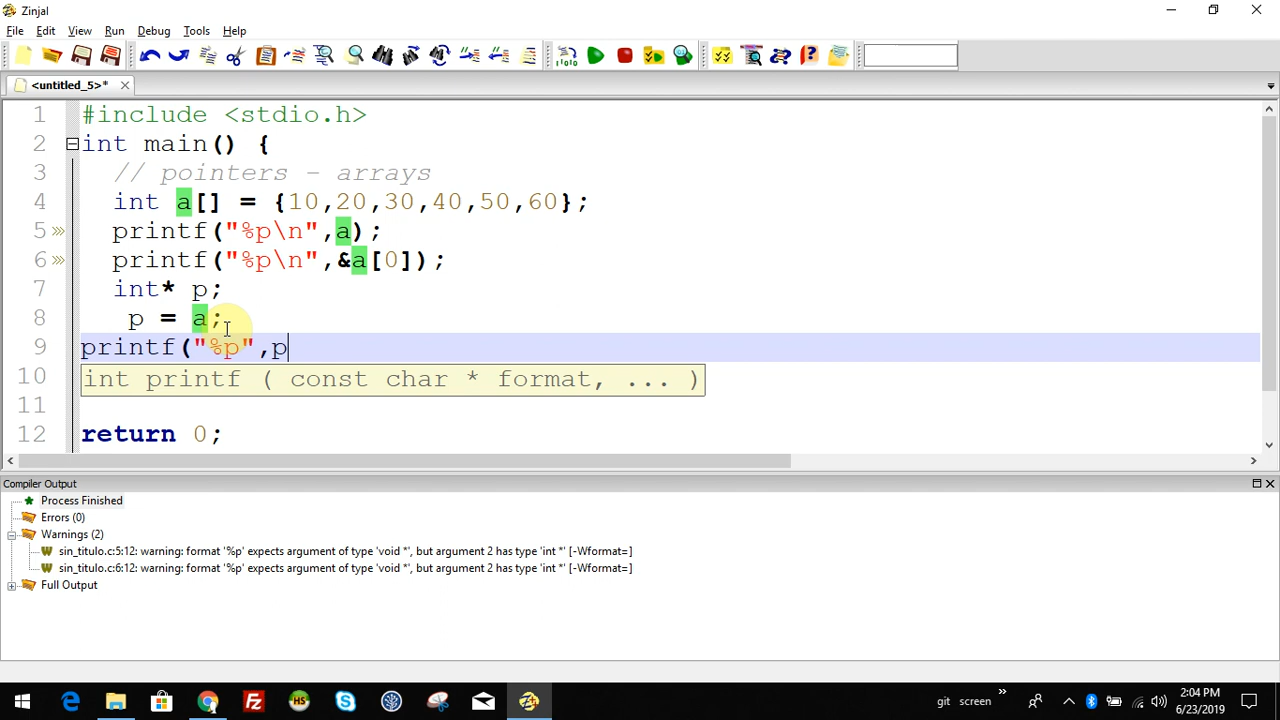 Zinjal
File Edit View Run Debug Tools Help
<untitled_5>*
1 #include <stdio.h>
2 int main() {
3 // pointers - arrays
4 int a[] = {10,20,30,40,50,60};
5 printf("%p\n",a);
6 printf("%p\n",&a[0]);
7 int* p;
8 p = a;
9 printf("%p",p
10 int printf ( const char * format, ... )
11
12 return 0;
Compiler Output
Process Finished
Errors (0)
Warnings (2)
sin_titulo.c:5:12: warning: format '%p' expects argument of type 'void *', but argument 2 has type 'int *' [-Wformat=]
sin_titulo.c:6:12: warning: format '%p' expects argument of type 'void *', but argument 2 has type 'int *' [-Wformat=]
Full Output
git screen
2:04 PM
6/23/2019